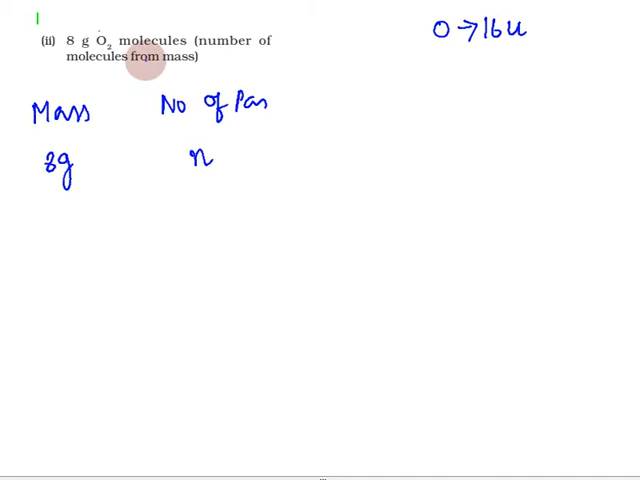 (ii) 8 g O₂ molecules (number of
molecules from mass)
O → 16u
Mass No of Par
8g n